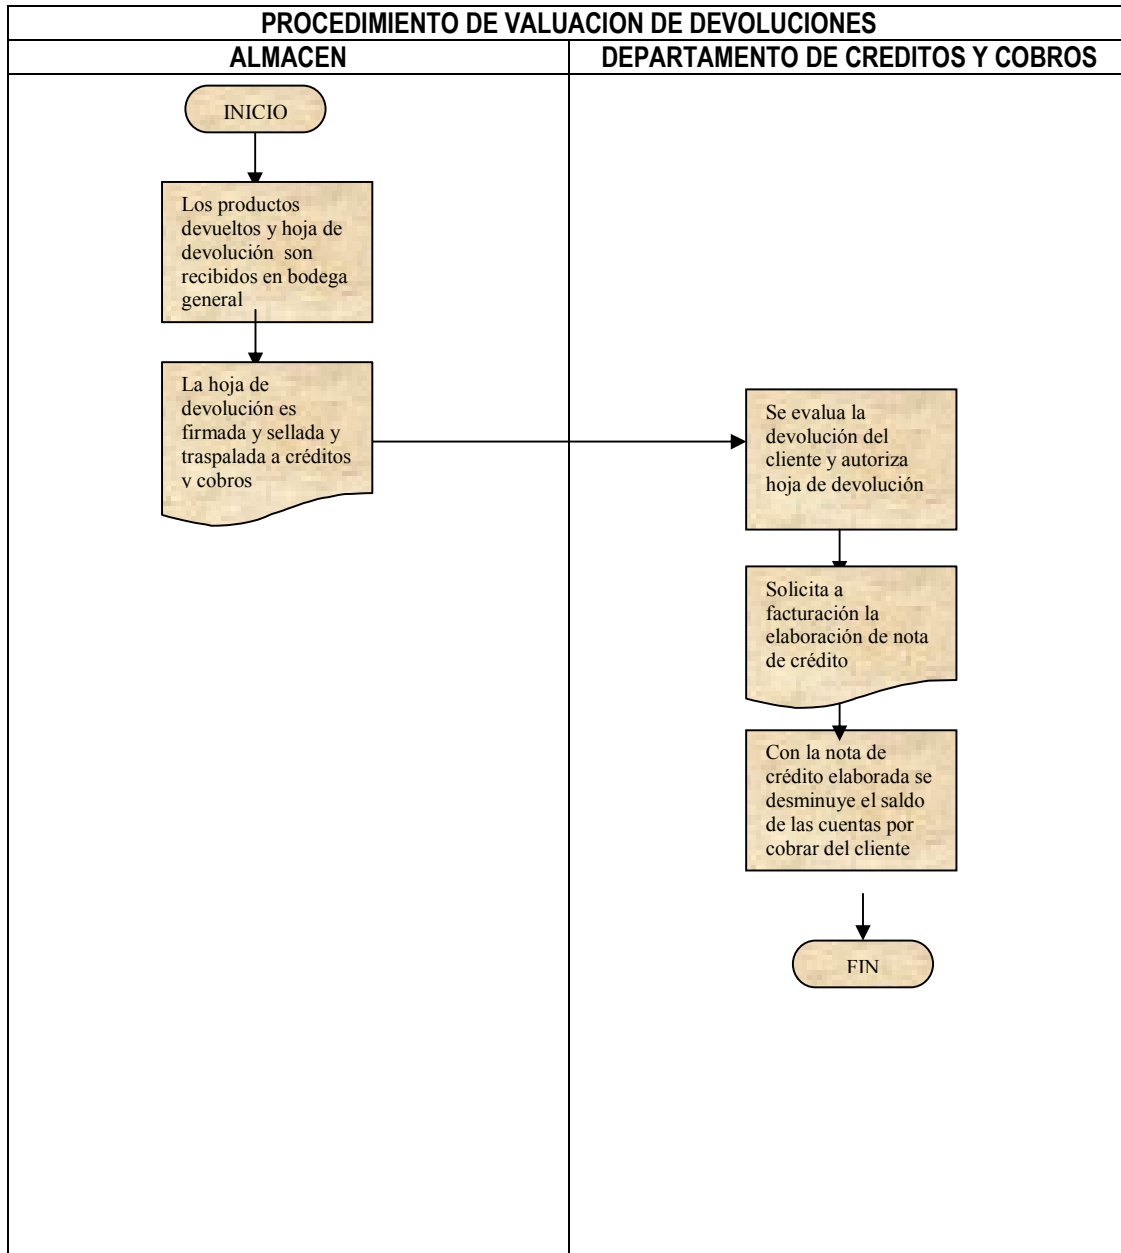 PROCEDIMIENTO DE VALUACION DE DEVOLUCIONES
ALMACEN
DEPARTAMENTO DE CREDITOS Y COBROS
INICIO
Los productos
devueltos y hoja de
devolución son
recibidos en bodega
general
La hoja de
devolución es
firmada y sellada y
traspalada a créditos
y cobros
Se evalua la
devolución del
cliente y autoriza
hoja de devolución
Solicita a
facturación la
elaboración de nota
de crédito
Con la nota de
crédito elaborada se
desminuye el saldo
de las cuentas por
cobrar del cliente
FIN